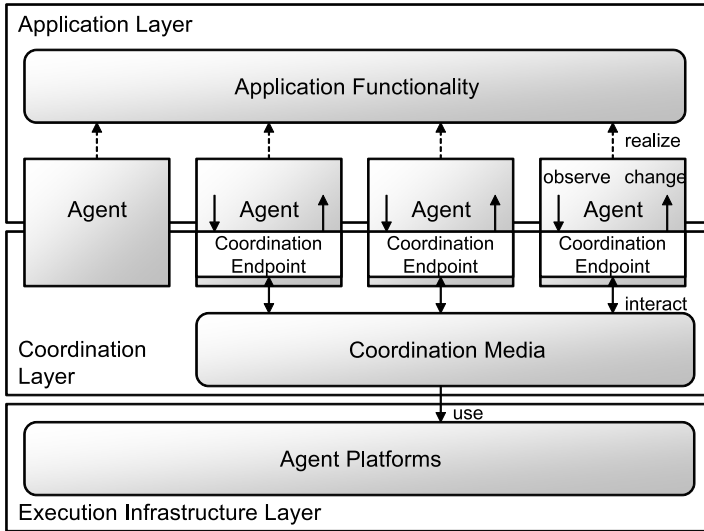 Application Layer
Application Functionality
realize
observe change
Agent
Agent
Agent
Agent
Coordination
Endpoint
Coordination
Endpoint
Coordination
Endpoint
interact
Coordination Media
Coordination
Layer
use
Agent Platforms
Execution Infrastructure Layer